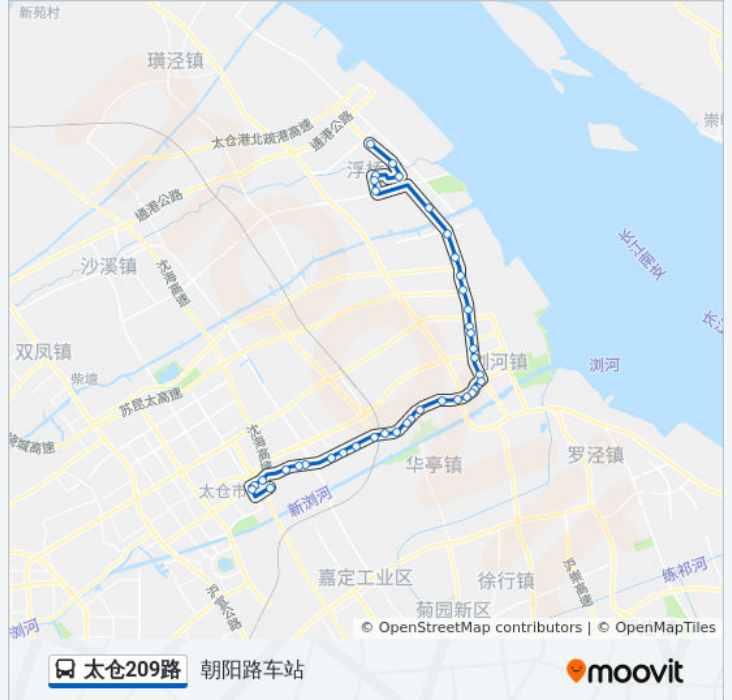 新苑村
璜泾镇
太仓港北疏港高速
通港公路
浮桥
通港公路
沙溪镇
沈海高速
长江南支
双凤镇
柴塘
浏河镇
浏河
苏昆太高速
沈海高速
华亭镇
罗泾镇
太仓市
新浏河
嘉定工业区
徐行镇
沪崇高速
练祁河
菊园新区
沪宜公路
浏河
© OpenStreetMap contributors | © OpenMapTiles
太仓209路 朝阳路车站
moovit